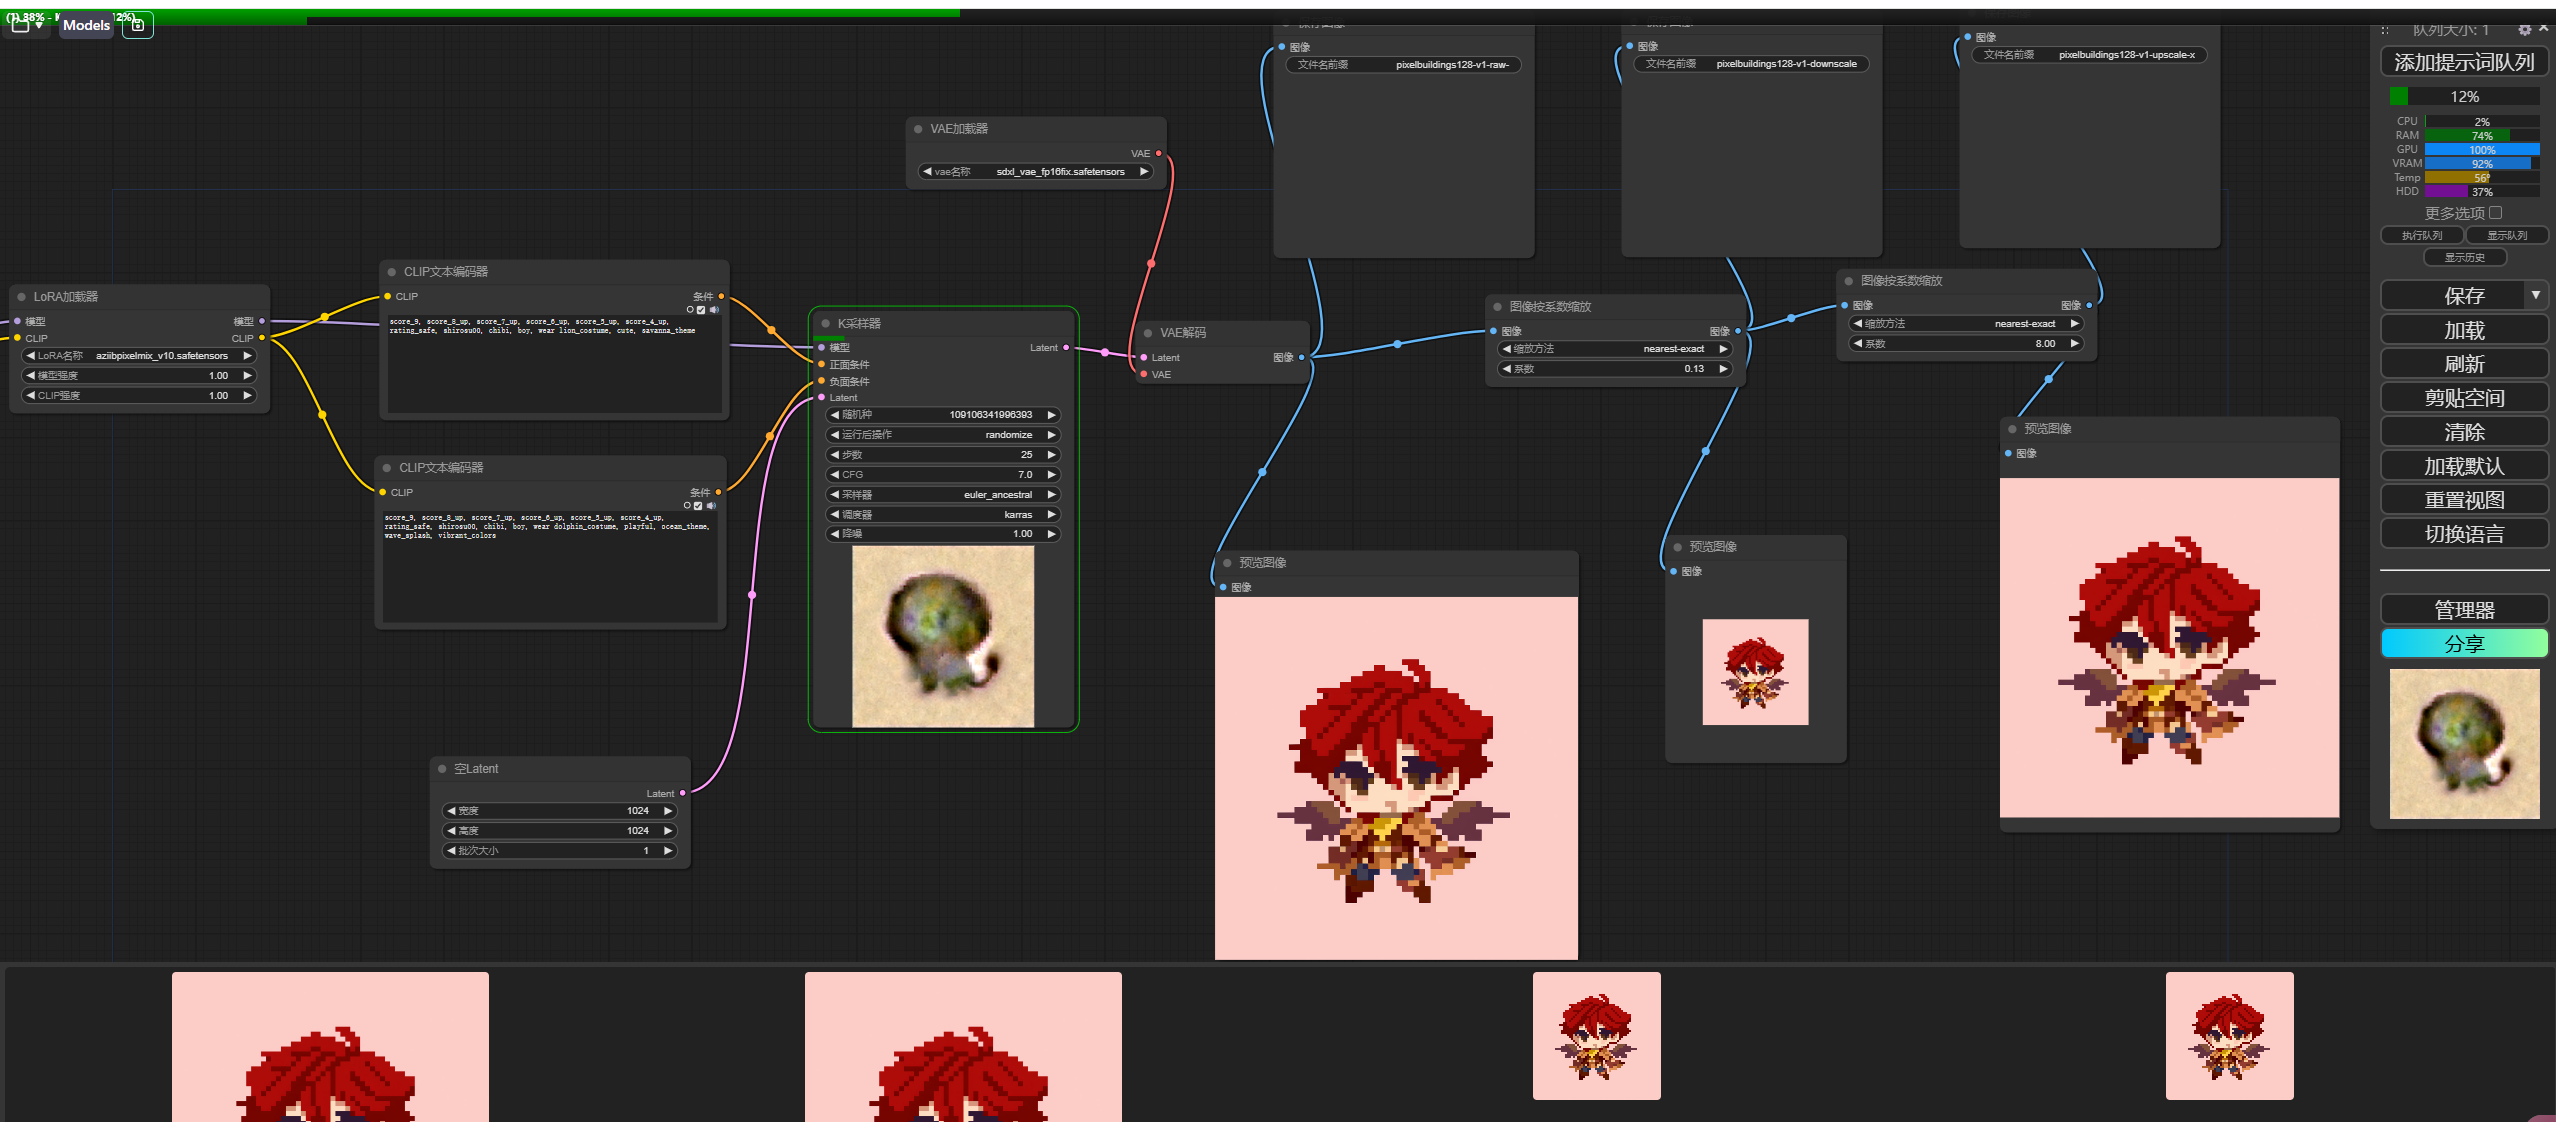 Models
图像
文件名前缀 pixelbuildings128-v1-raw-
图像
文件名前缀 pixelbuildings128-v1-downscale
图像
文件名前缀 pixelbuildings128-v1-upscale-x
VAE加载器
VAE
vae名称 sdxl_vae_fp16fix.safetensors
LoRA加载器
模型 模型
CLIP CLIP
LoRA名称 aziibpixelmix_v10.safetensors
模型强度 1.00
CLIP强度 1.00
CLIP文本编码器
CLIP 条件
score_9, score_8_up, score_7_up, score_6_up, score_5_up, score_4_up,
rating_safe, shirosu00, chibi, boy, wear lion_costume, cute, savanna_theme
CLIP文本编码器
CLIP 条件
score_9, score_8_up, score_7_up, score_6_up, score_5_up, score_4_up,
rating_safe, shirosu00, chibi, boy, wear dolphin_costume, playful, ocean_theme,
wave_splash, vibrant_colors
空Latent
Latent
宽度 1024
高度 1024
批次大小 1
K采样器
模型 Latent
正面条件
负面条件
Latent
随机种 109106341996393
运行后操作 randomize
步数 25
CFG 7.0
采样器 euler_ancestral
调度器 karras
降噪 1.00
VAE解码
Latent 图像
VAE
图像按系数缩放
图像 图像
缩放方法 nearest-exact
系数 0.13
图像按系数缩放
图像 图像
缩放方法 nearest-exact
系数 8.00
预览图像
图像
预览图像
图像
预览图像
图像
队列大小: 1
添加提示词队列
12%
CPU 2%
RAM 74%
GPU 100%
VRAM 92%
Temp 56°
HDD 37%
更多选项
执行队列 显示队列
显示历史
保存
加载
刷新
剪贴空间
清除
加载默认
重置视图
切换语言
管理器
分享